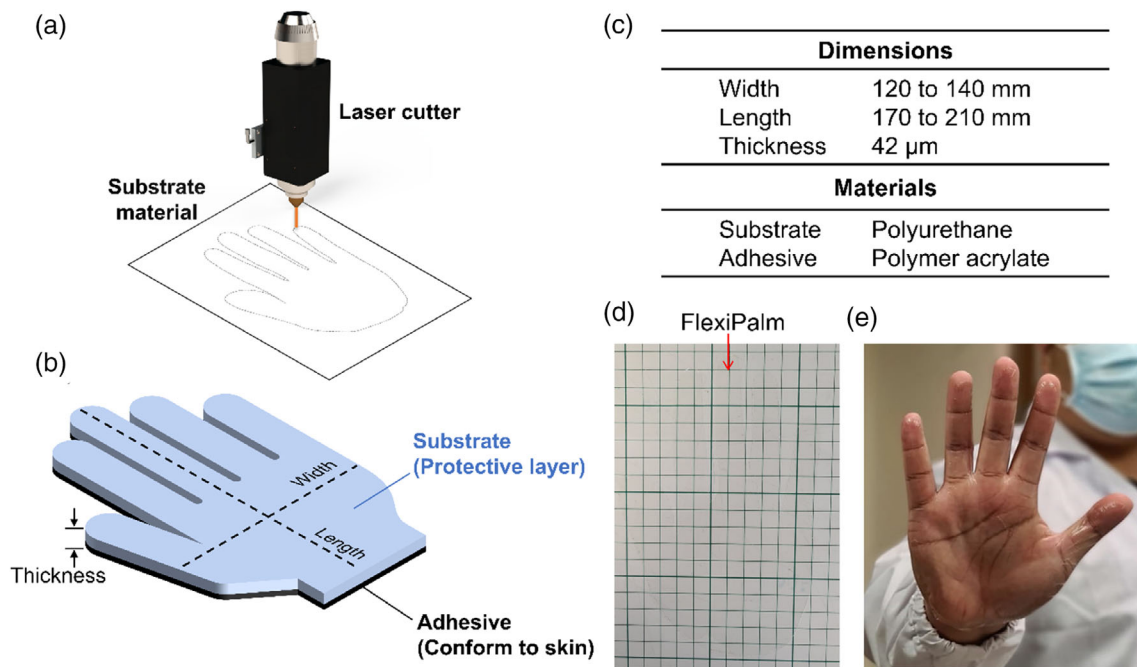 (a)
Laser cutter
Substrate
material
(b)
Substrate
(Protective layer)
Width
Length
Thickness
Adhesive
(Conform to skin)
(c)
Dimensions
Width 120 to 140 mm
Length 170 to 210 mm
Thickness 42 µm
Materials
Substrate Polyurethane
Adhesive Polymer acrylate
(d)
FlexiPalm
(e)